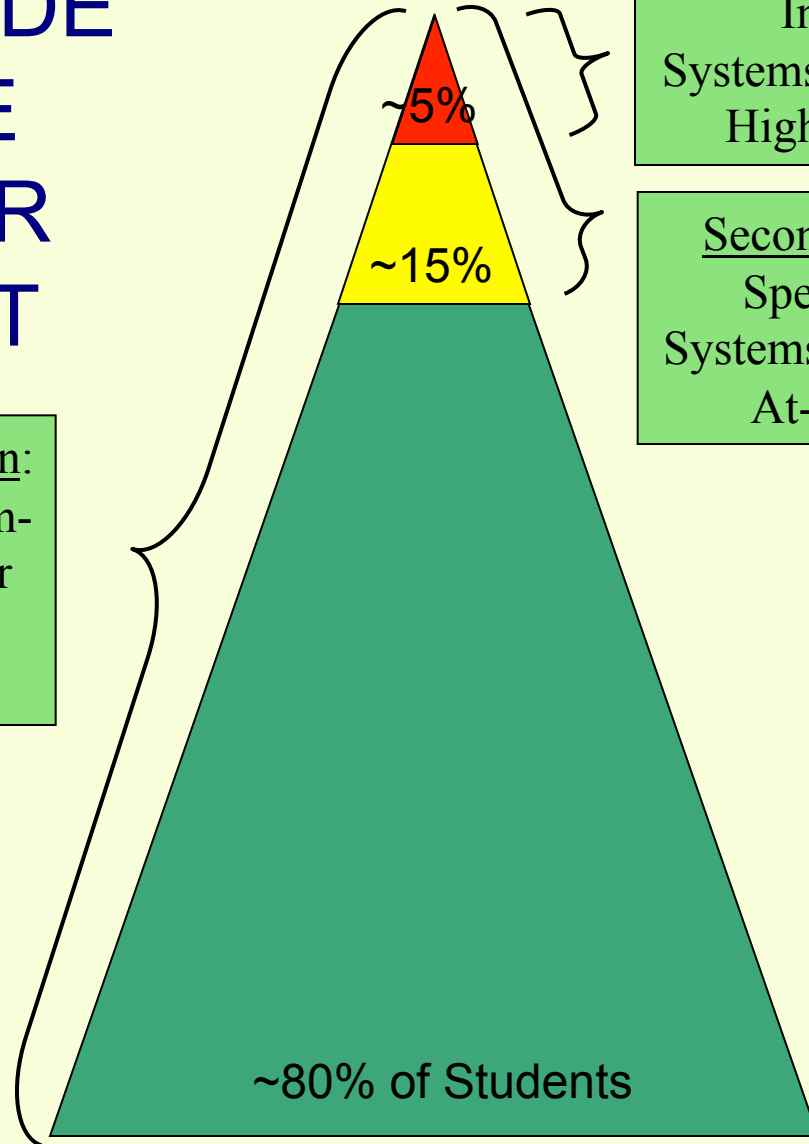 DE
E
R
T
n:
n-
r
~5%
~15%
~80% of Students
In
Systems
High
Secon
Spe
Systems
At-